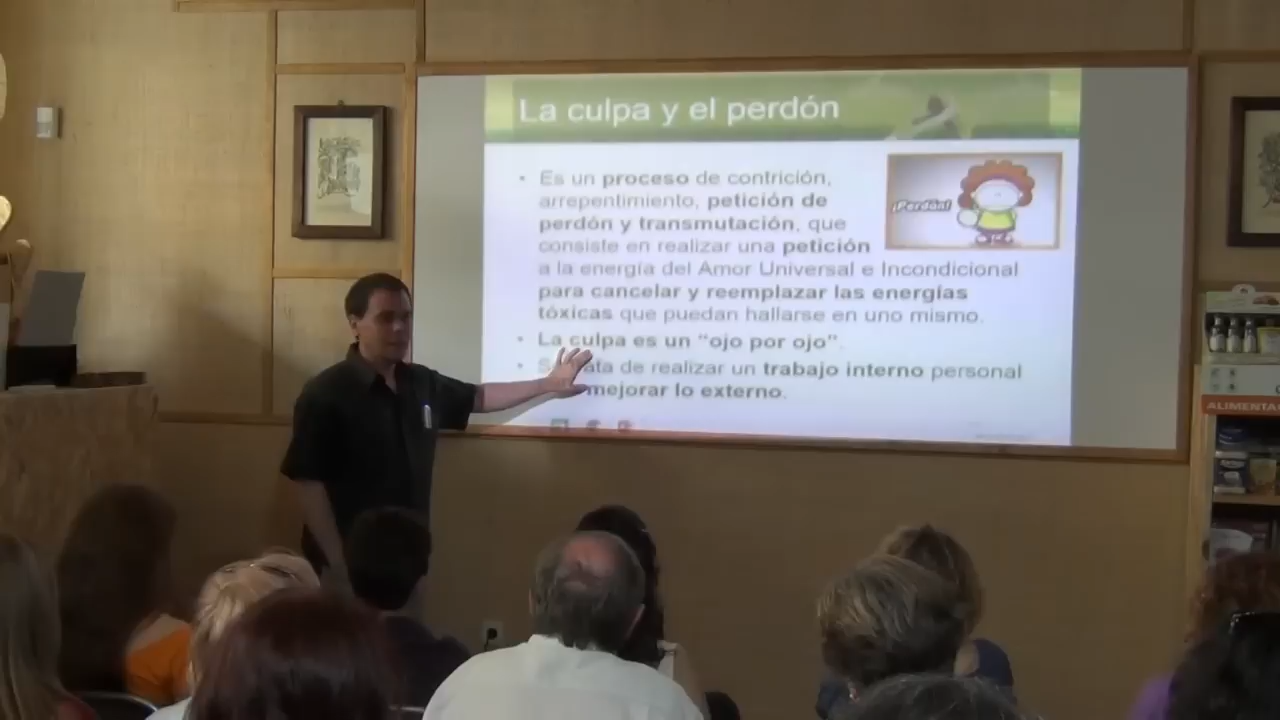 La culpa y el perdón
• Es un proceso de contrición,
arrepentimiento, petición de
perdón y transmutación, que
consiste en realizar una petición
a la energía del Amor Universal e Incondicional
para cancelar y reemplazar las energías
tóxicas que puedan hallarse en uno mismo.
• La culpa es un "ojo por ojo".
• de realizar un trabajo interno personal
mejorar lo externo.
¡Perdón!
ALIMENTA